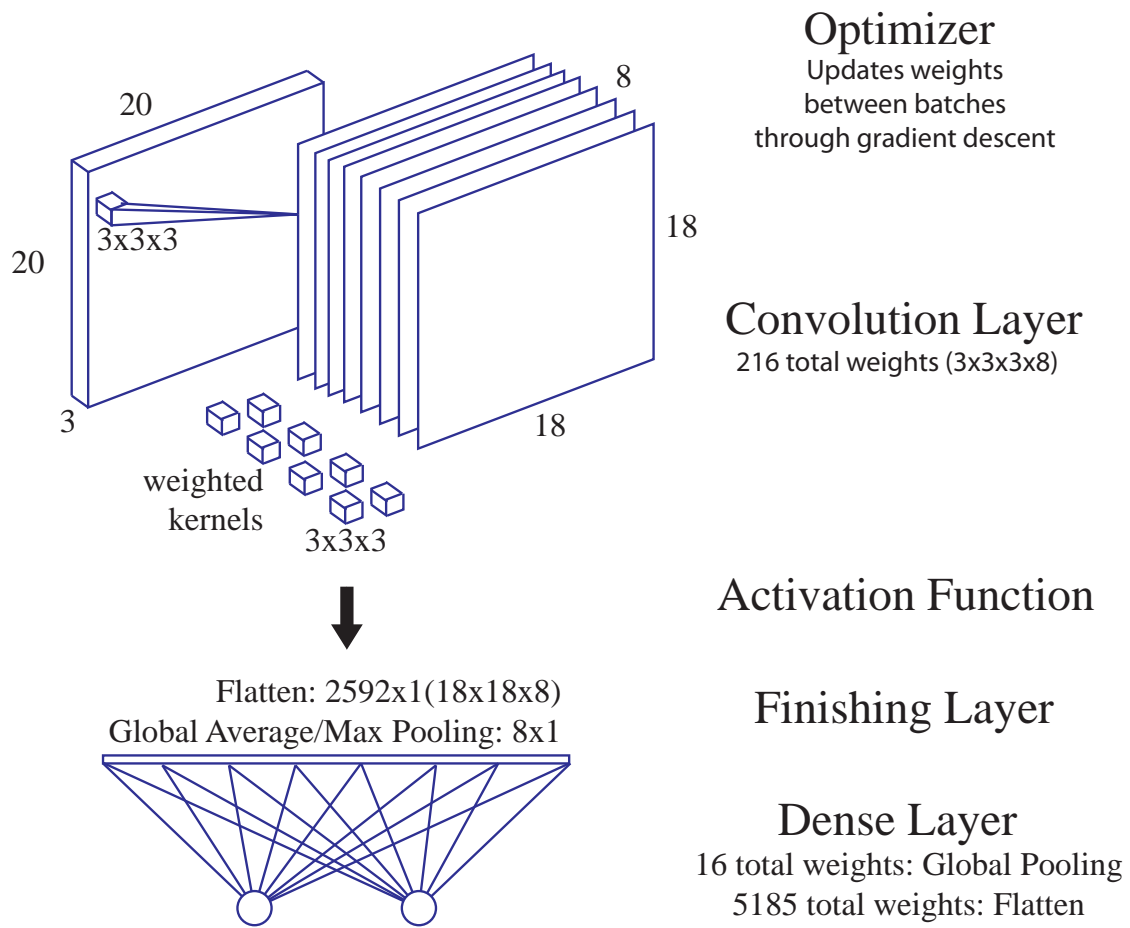 Optimizer
Updates weights
between batches
through gradient descent
20
8
3x3x3
20
18
Convolution Layer
216 total weights (3x3x3x8)
3
18
weighted
kernels
3x3x3
Activation Function
Flatten: 2592x1(18x18x8)
Global Average/Max Pooling: 8x1
Finishing Layer
Dense Layer
16 total weights: Global Pooling
5185 total weights: Flatten